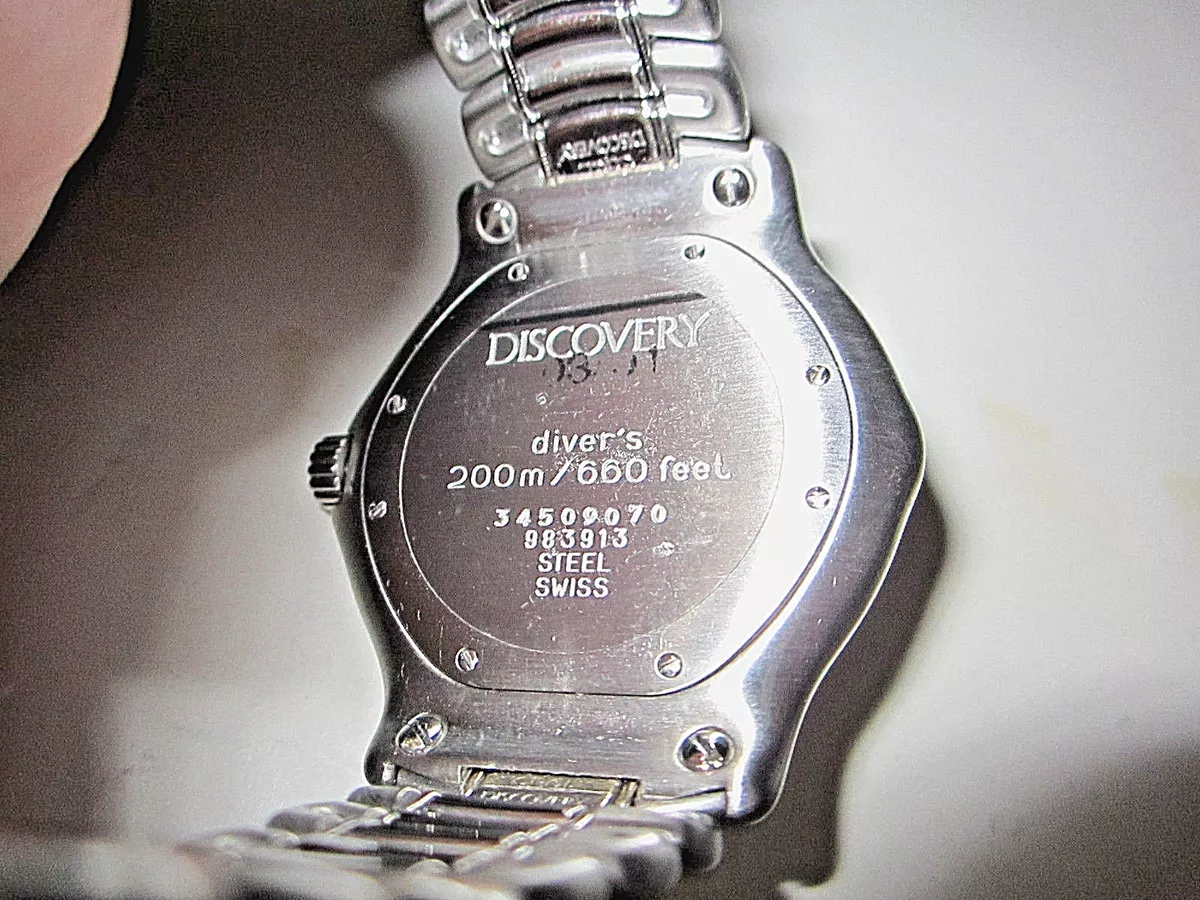 DISCOVERY
DISCOVERY
diver's
200m/660 feet
34509070
983913
STEEL
SWISS